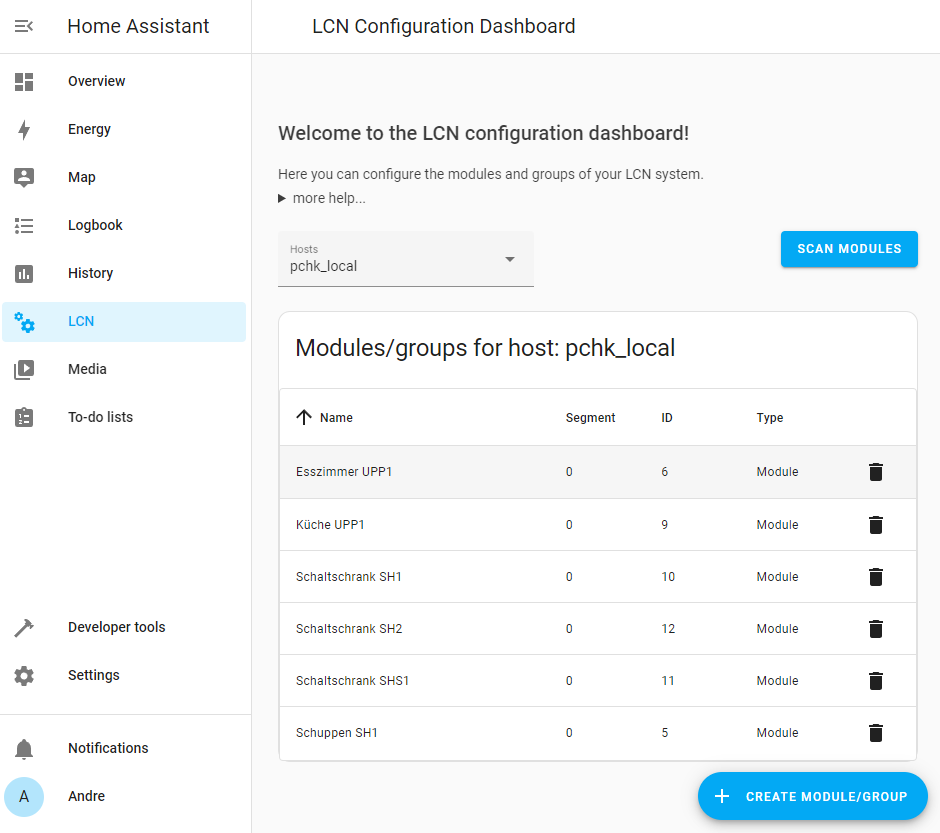 Home Assistant
LCN Configuration Dashboard
Overview
Energy
Map
Logbook
History
LCN
Media
To-do lists
Developer tools
Settings
Notifications
A
Andre
Welcome to the LCN configuration dashboard!
Here you can configure the modules and groups of your LCN system.
more help...
Hosts
pchk_local
SCAN MODULES
Modules/groups for host: pchk_local
Name Segment ID Type
Esszimmer UPP1 0 6 Module
Küche UPP1 0 9 Module
Schaltschrank SH1 0 10 Module
Schaltschrank SH2 0 12 Module
Schaltschrank SHS1 0 11 Module
Schuppen SH1 0 5 Module
CREATE MODULE/GROUP